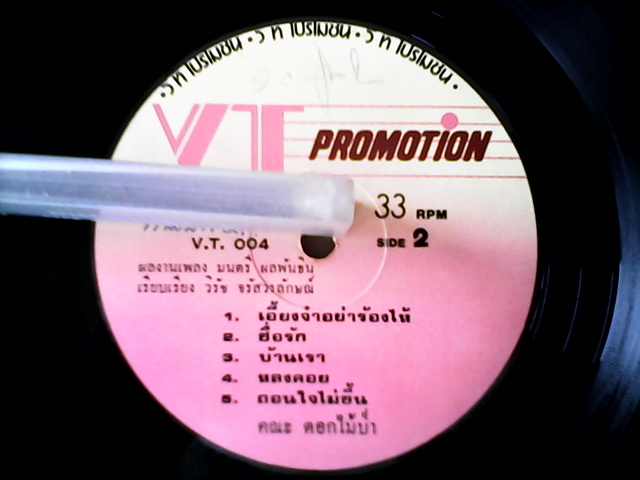 • ว ที โปรโมชั่น • ว ที โปรโมชั่น • ว ที โปรโมชั่น •
VT PROMOTION
33 RPM
V.T. 004
SIDE 2
ผลงานเพลง มนตรี ผลพันธิน
เรียบเรียง วิรัช จรัสวรลักษณ์
1. เอี้ยงจ๋าอย่าร้องไห้
2. ฮื่อรัก
3. บ้านเรา
4. หลงคอย
5. ถอนใจไม่ขึ้น
คณะ ดอกไม้ป่า